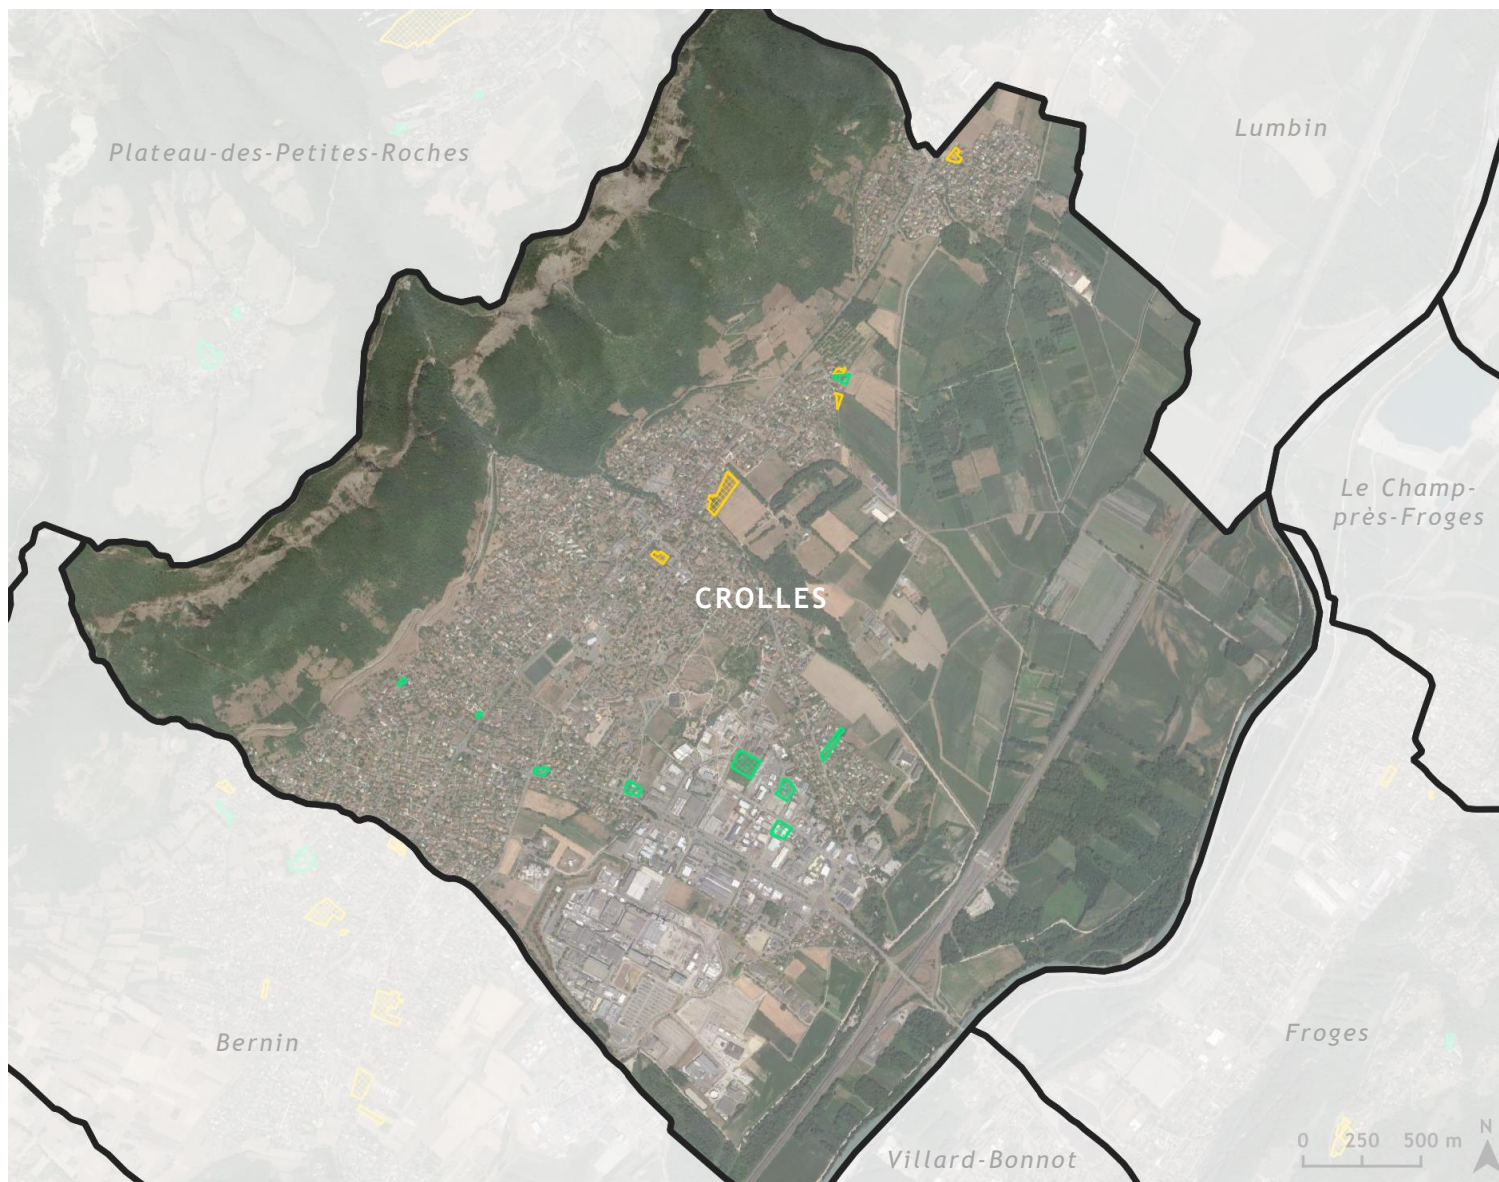 Lumbin
Plateau-des-Petites-Roches
Le Champ-
près-Froges
CROLLES
Froges
Bernin
N
0 250 500 m
Villard-Bonnot